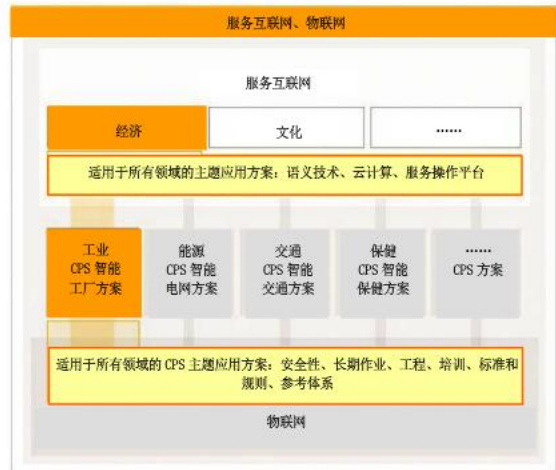 服务互联网、物联网
服务互联网
经济
文化
······
适用于所有领域的主题应用方案：语义技术、云计算、服务操作平台
工业
CPS 智能
工厂方案
能源
CPS 智能
电网方案
交通
CPS 智能
交通方案
保健
CPS 智能
保健方案
······
CPS 方案
适用于所有领域的 CPS 主题应用方案：安全性、长期作业、工程、培训、标准和
规则、参考体系
物联网